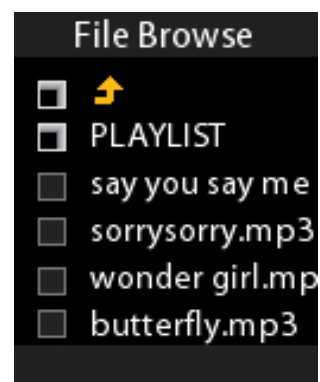 File Browse
PLAYLIST
say you say me
sorrysorry.mp3
wonder girl.mp
butterfly.mp3